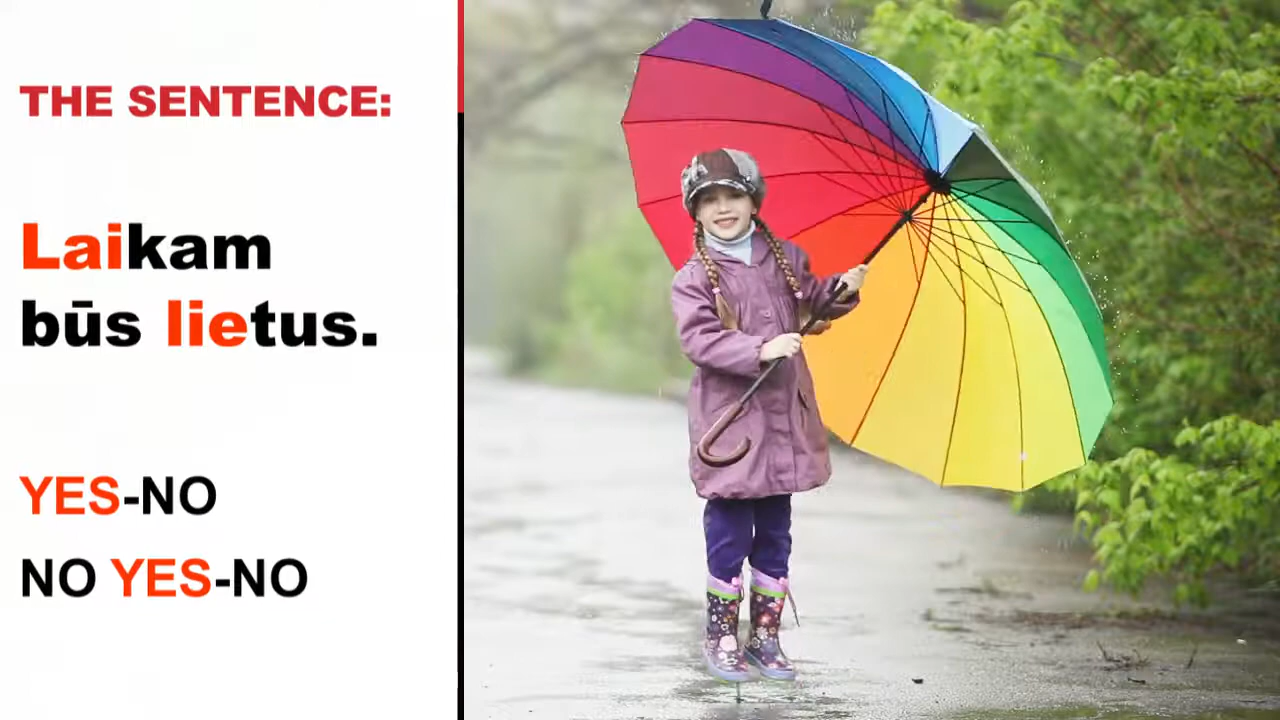 THE SENTENCE:
Laikam
būs lietus.
YES-NO
NO YES-NO